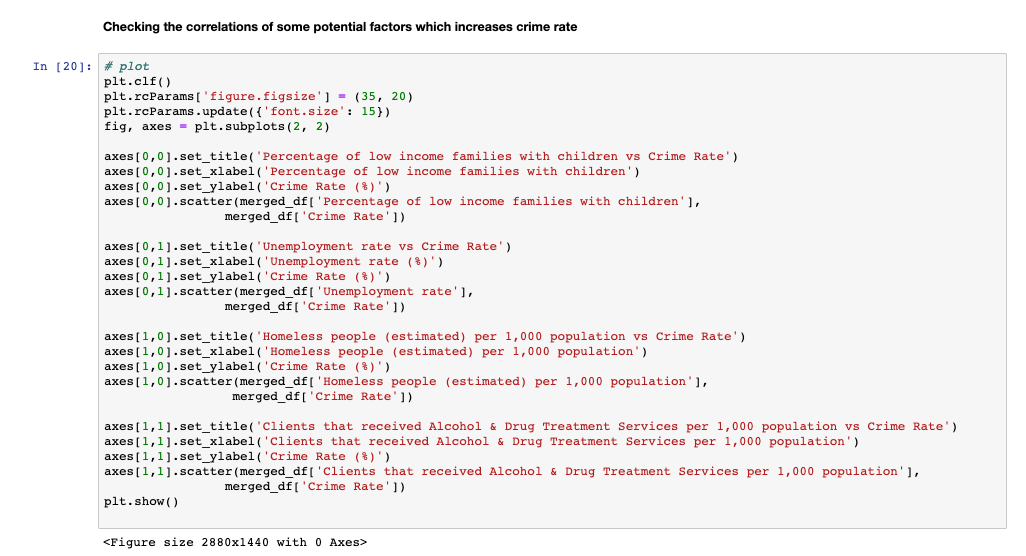 Checking the correlations of some potential factors which increases crime rate
In [20]: # plot
plt.clf()
plt.rcParams['figure.figsize'] = (35, 20)
plt.rcParams.update({'font.size': 15})
fig, axes = plt.subplots(2, 2)
axes[0,0].set_title('Percentage of low income families with children vs Crime Rate')
axes[0,0].set_xlabel('Percentage of low income families with children')
axes[0,0].set_ylabel('Crime Rate (%)')
axes[0,0].scatter(merged_df['Percentage of low income families with children'],
merged_df['Crime Rate'])
axes[0,1].set_title('Unemployment rate vs Crime Rate')
axes[0,1].set_xlabel('Unemployment rate (%)')
axes[0,1].set_ylabel('Crime Rate (%)')
axes[0,1].scatter(merged_df['Unemployment rate'],
merged_df['Crime Rate'])
axes[1,0].set_title('Homeless people (estimated) per 1,000 population vs Crime Rate')
axes[1,0].set_xlabel('Homeless people (estimated) per 1,000 population')
axes[1,0].set_ylabel('Crime Rate (%)')
axes[1,0].scatter(merged_df['Homeless people (estimated) per 1,000 population'],
merged_df['Crime Rate'])
axes[1,1].set_title('Clients that received Alcohol & Drug Treatment Services per 1,000 population vs Crime Rate')
axes[1,1].set_xlabel('Clients that received Alcohol & Drug Treatment Services per 1,000 population')
axes[1,1].set_ylabel('Crime Rate (%)')
axes[1,1].scatter(merged_df['Clients that received Alcohol & Drug Treatment Services per 1,000 population'],
merged_df['Crime Rate'])
plt.show()
<Figure size 2880x1440 with 0 Axes>